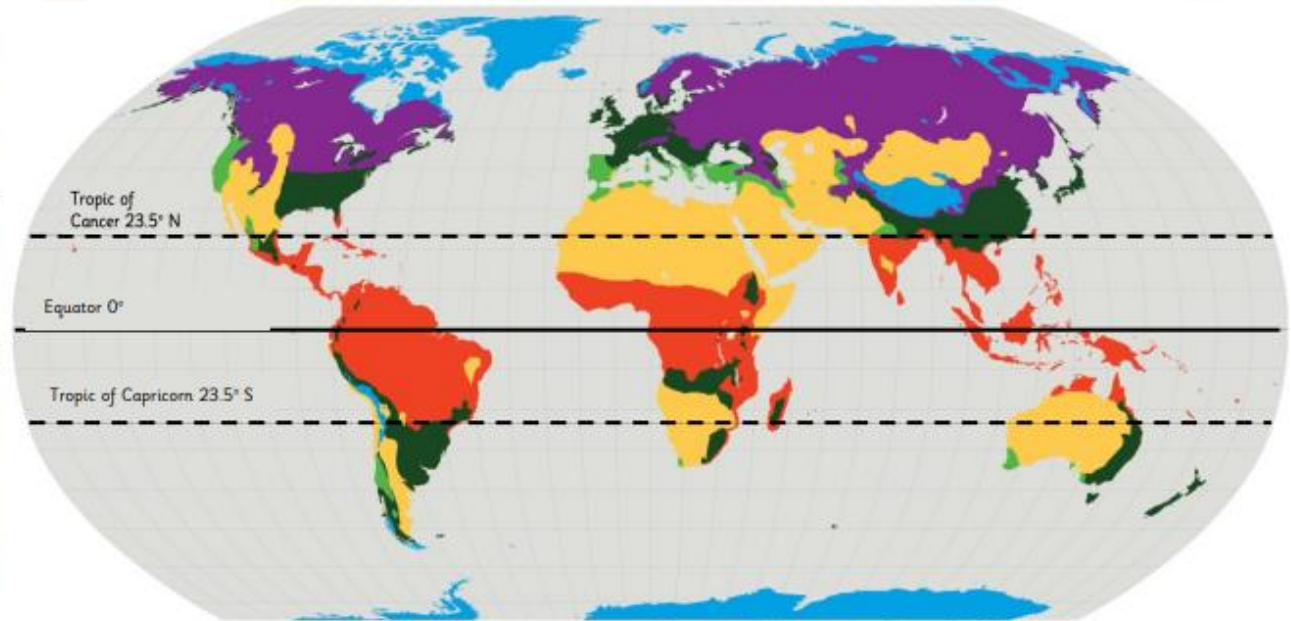 Tropic of
Cancer 23.5° N
Equator 0°
Tropic of Capricorn 23.5° S